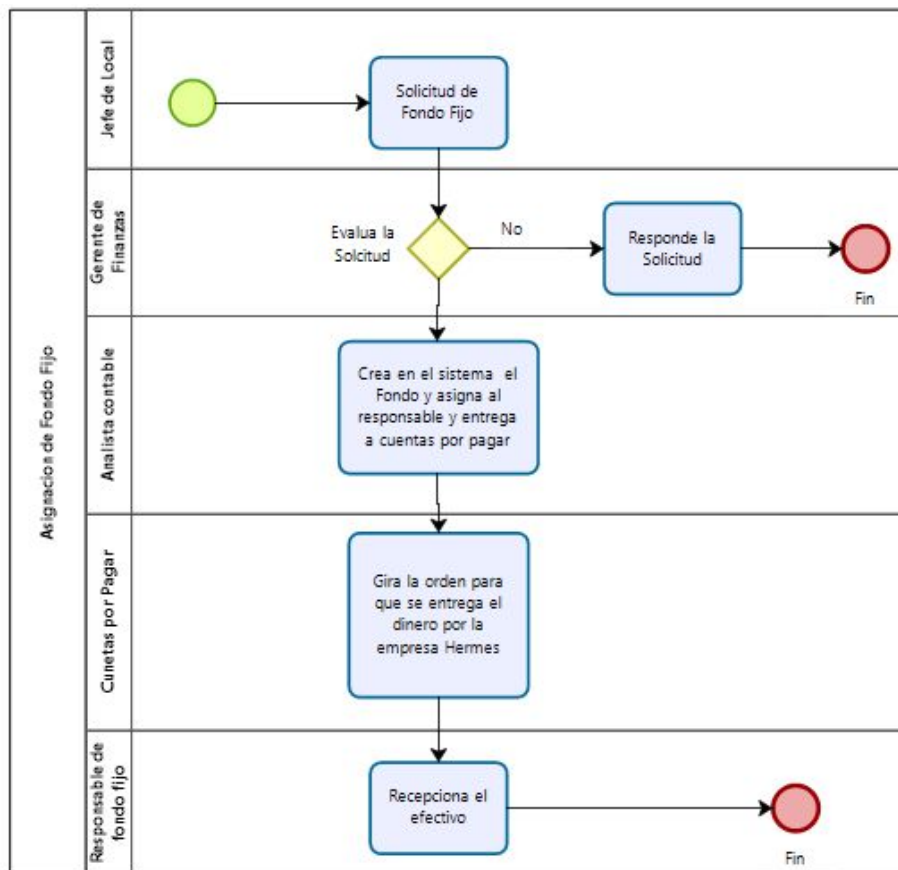 Asignacion de Fondo Fijo
Jefe de Local
Solicitud de
Fondo Fijo
Gerente de
Finanzas
Evalua la
Solcitud
No
Responde la
Solicitud
Fin
Analista contable
Crea en el sistema el
Fondo y asigna al
responsable y entrega
a cuentas por pagar
Cunetas por Pagar
Gira la orden para
que se entrega el
dinero por la
empresa Hermes
Responsable de
fondo fijo
Recepciona el
efectivo
Fin